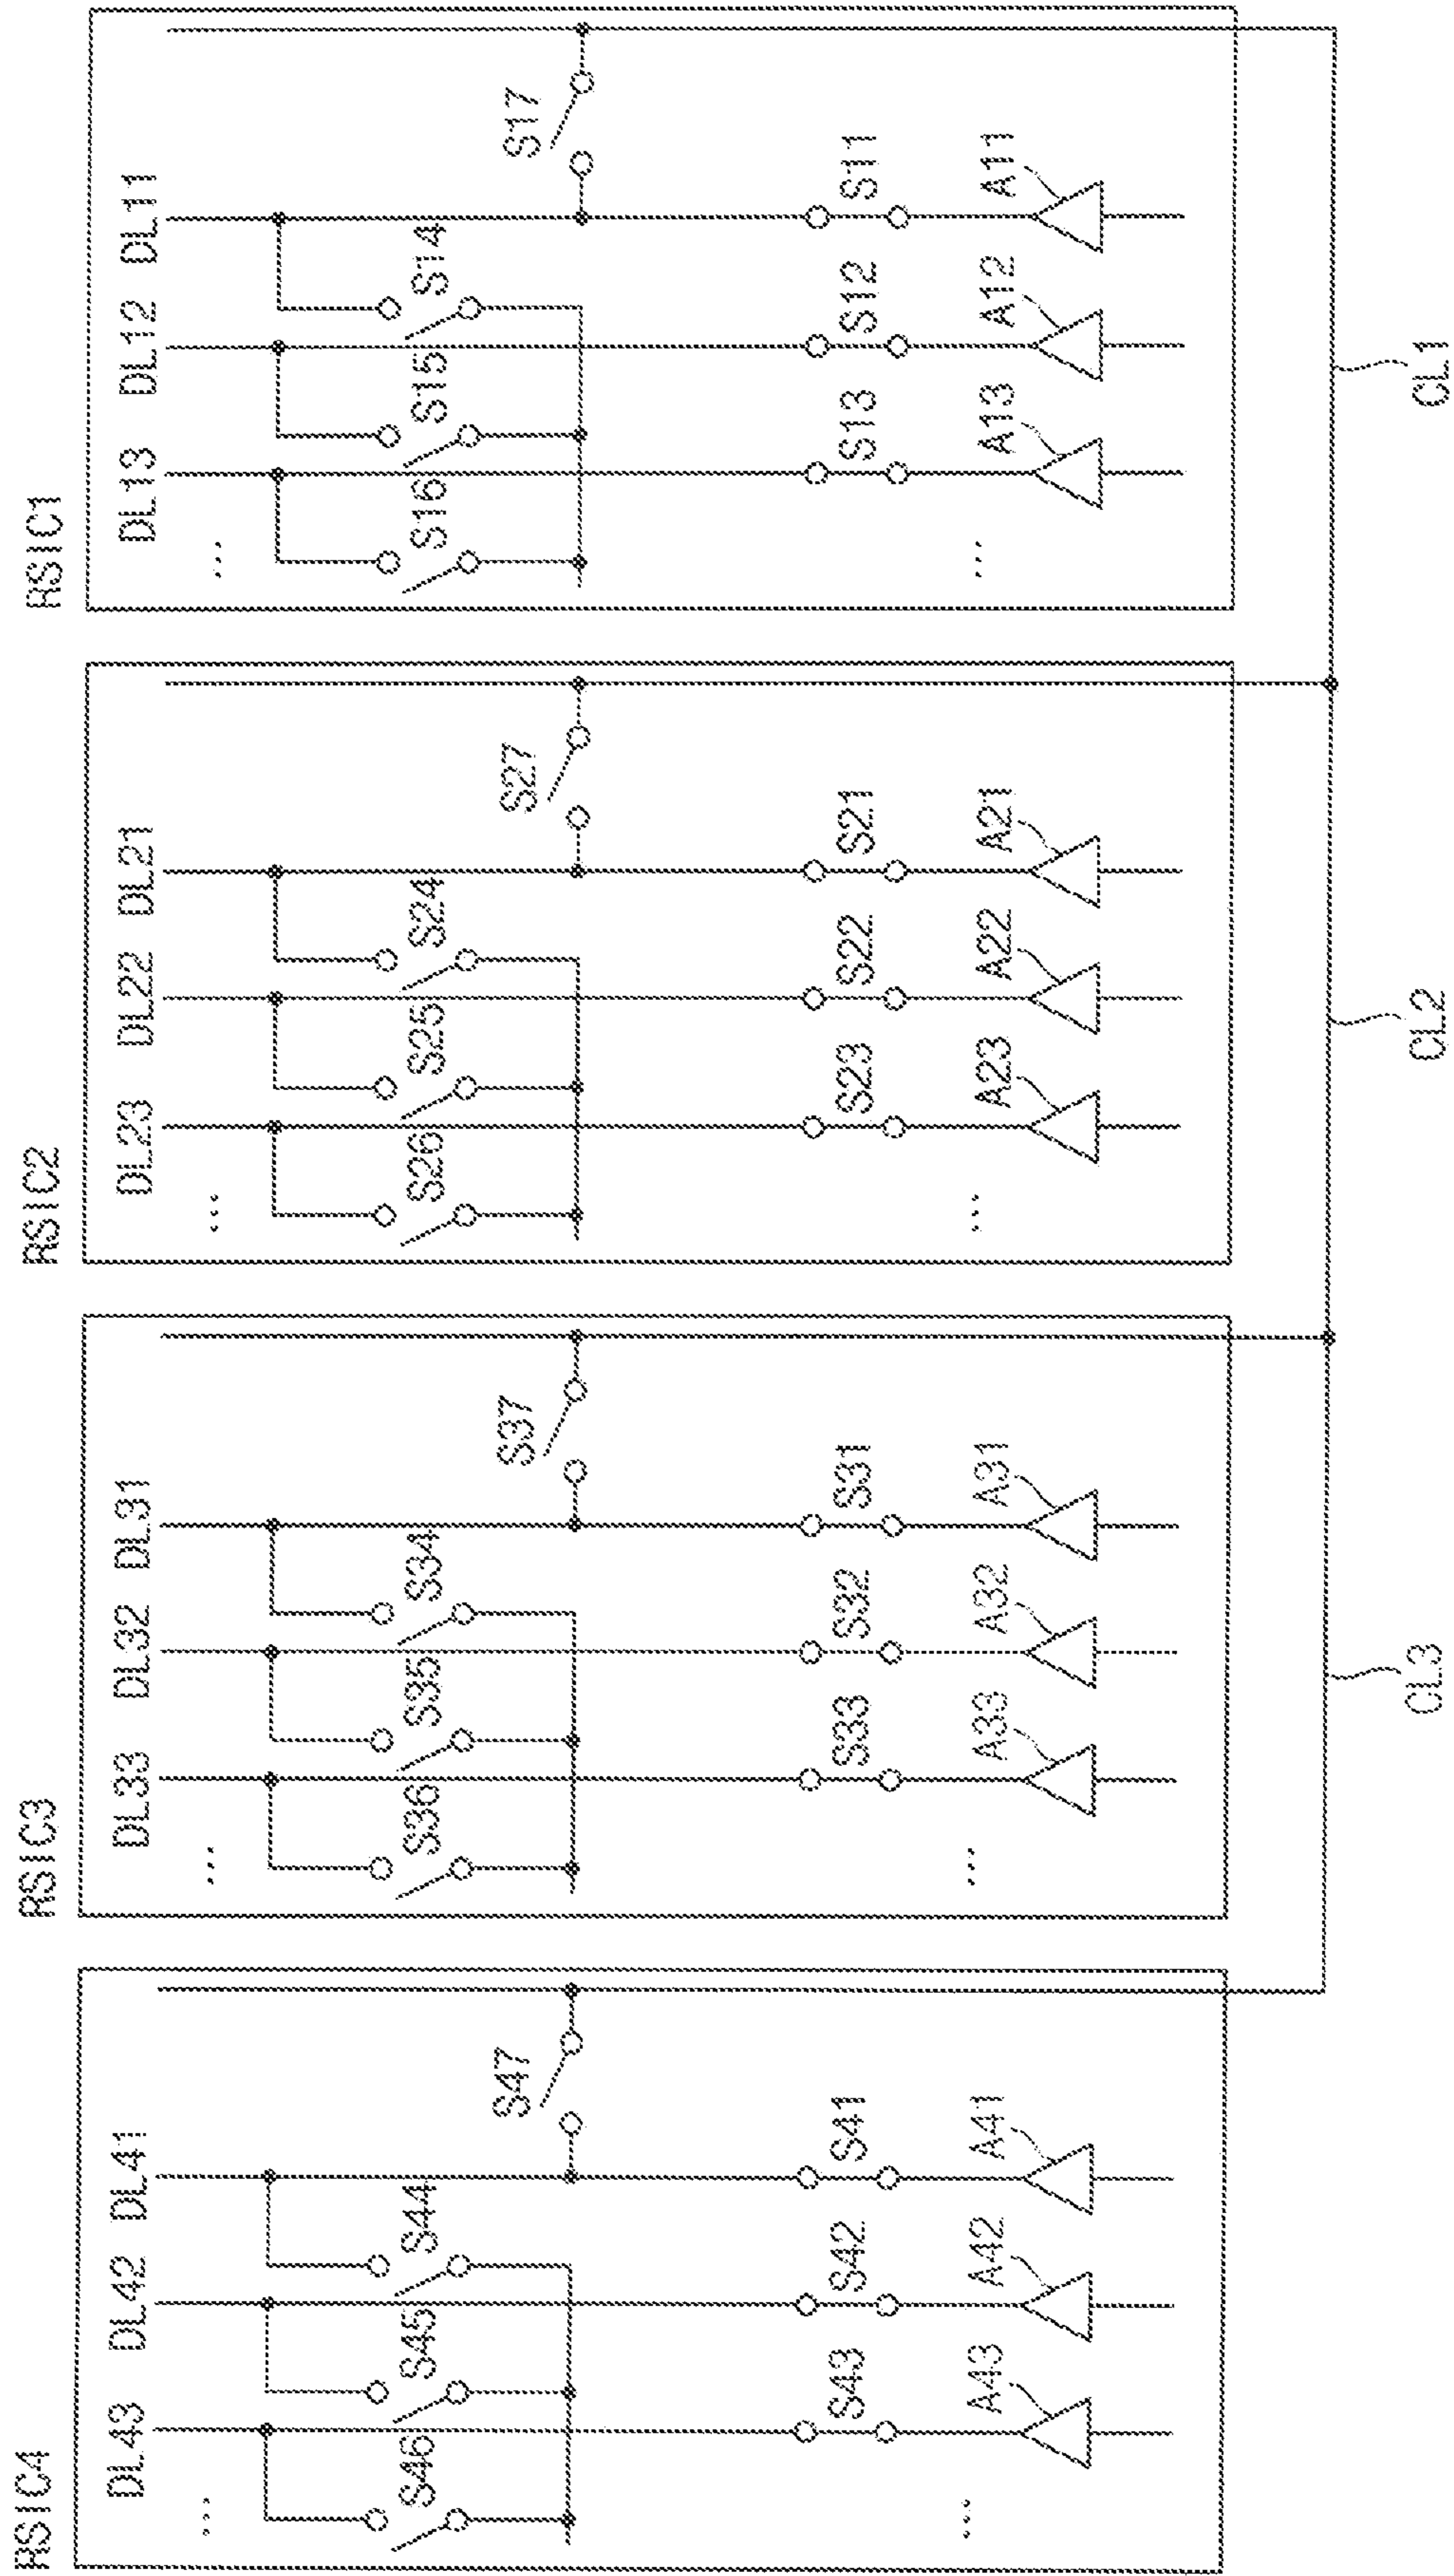 RSIC4
DL43 DL42 DL41
S46 S45 S44
S47
S43 S42 S41
A43 A42 A41
...
...
RSIC3
DL33 DL32 DL31
S36 S35 S34
S37
S33 S32 S31
A33 A32 A31
...
...
RSIC2
DL23 DL22 DL21
S26 S25 S24
S27
S23 S22 S21
A23 A22 A21
...
...
RSIC1
DL13 DL12 DL11
S16 S15 S14
S17
S13 S12 S11
A13 A12 A11
...
...
CL3 CL2 CL1